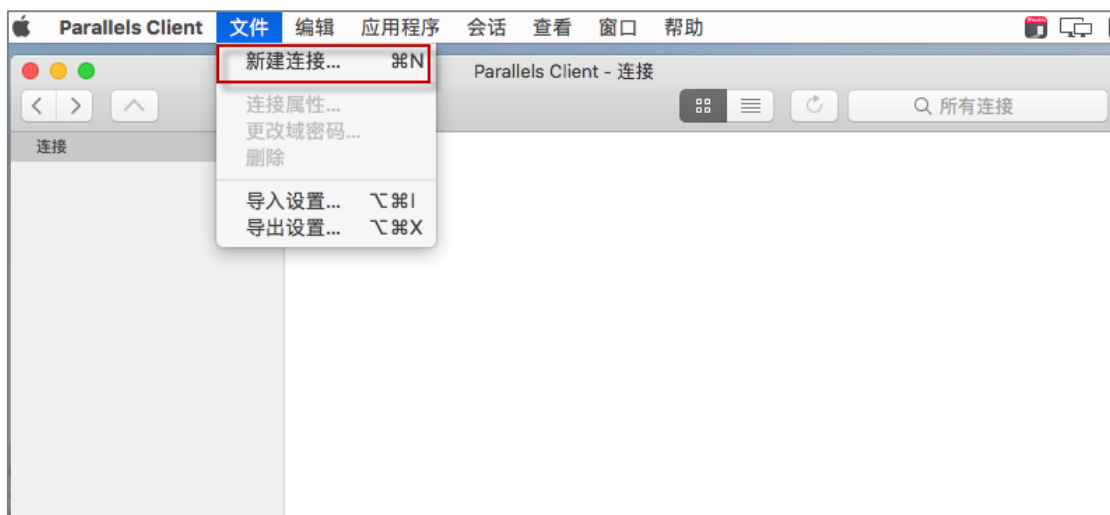 Parallels Client 文件 编辑 应用程序 会话 查看 窗口 帮助
新建连接... ⌘N
Parallels Client - 连接
连接属性...
所有连接
更改域密码...
连接
删除
导入设置... ⌥⌘I
导出设置... ⌥⌘X